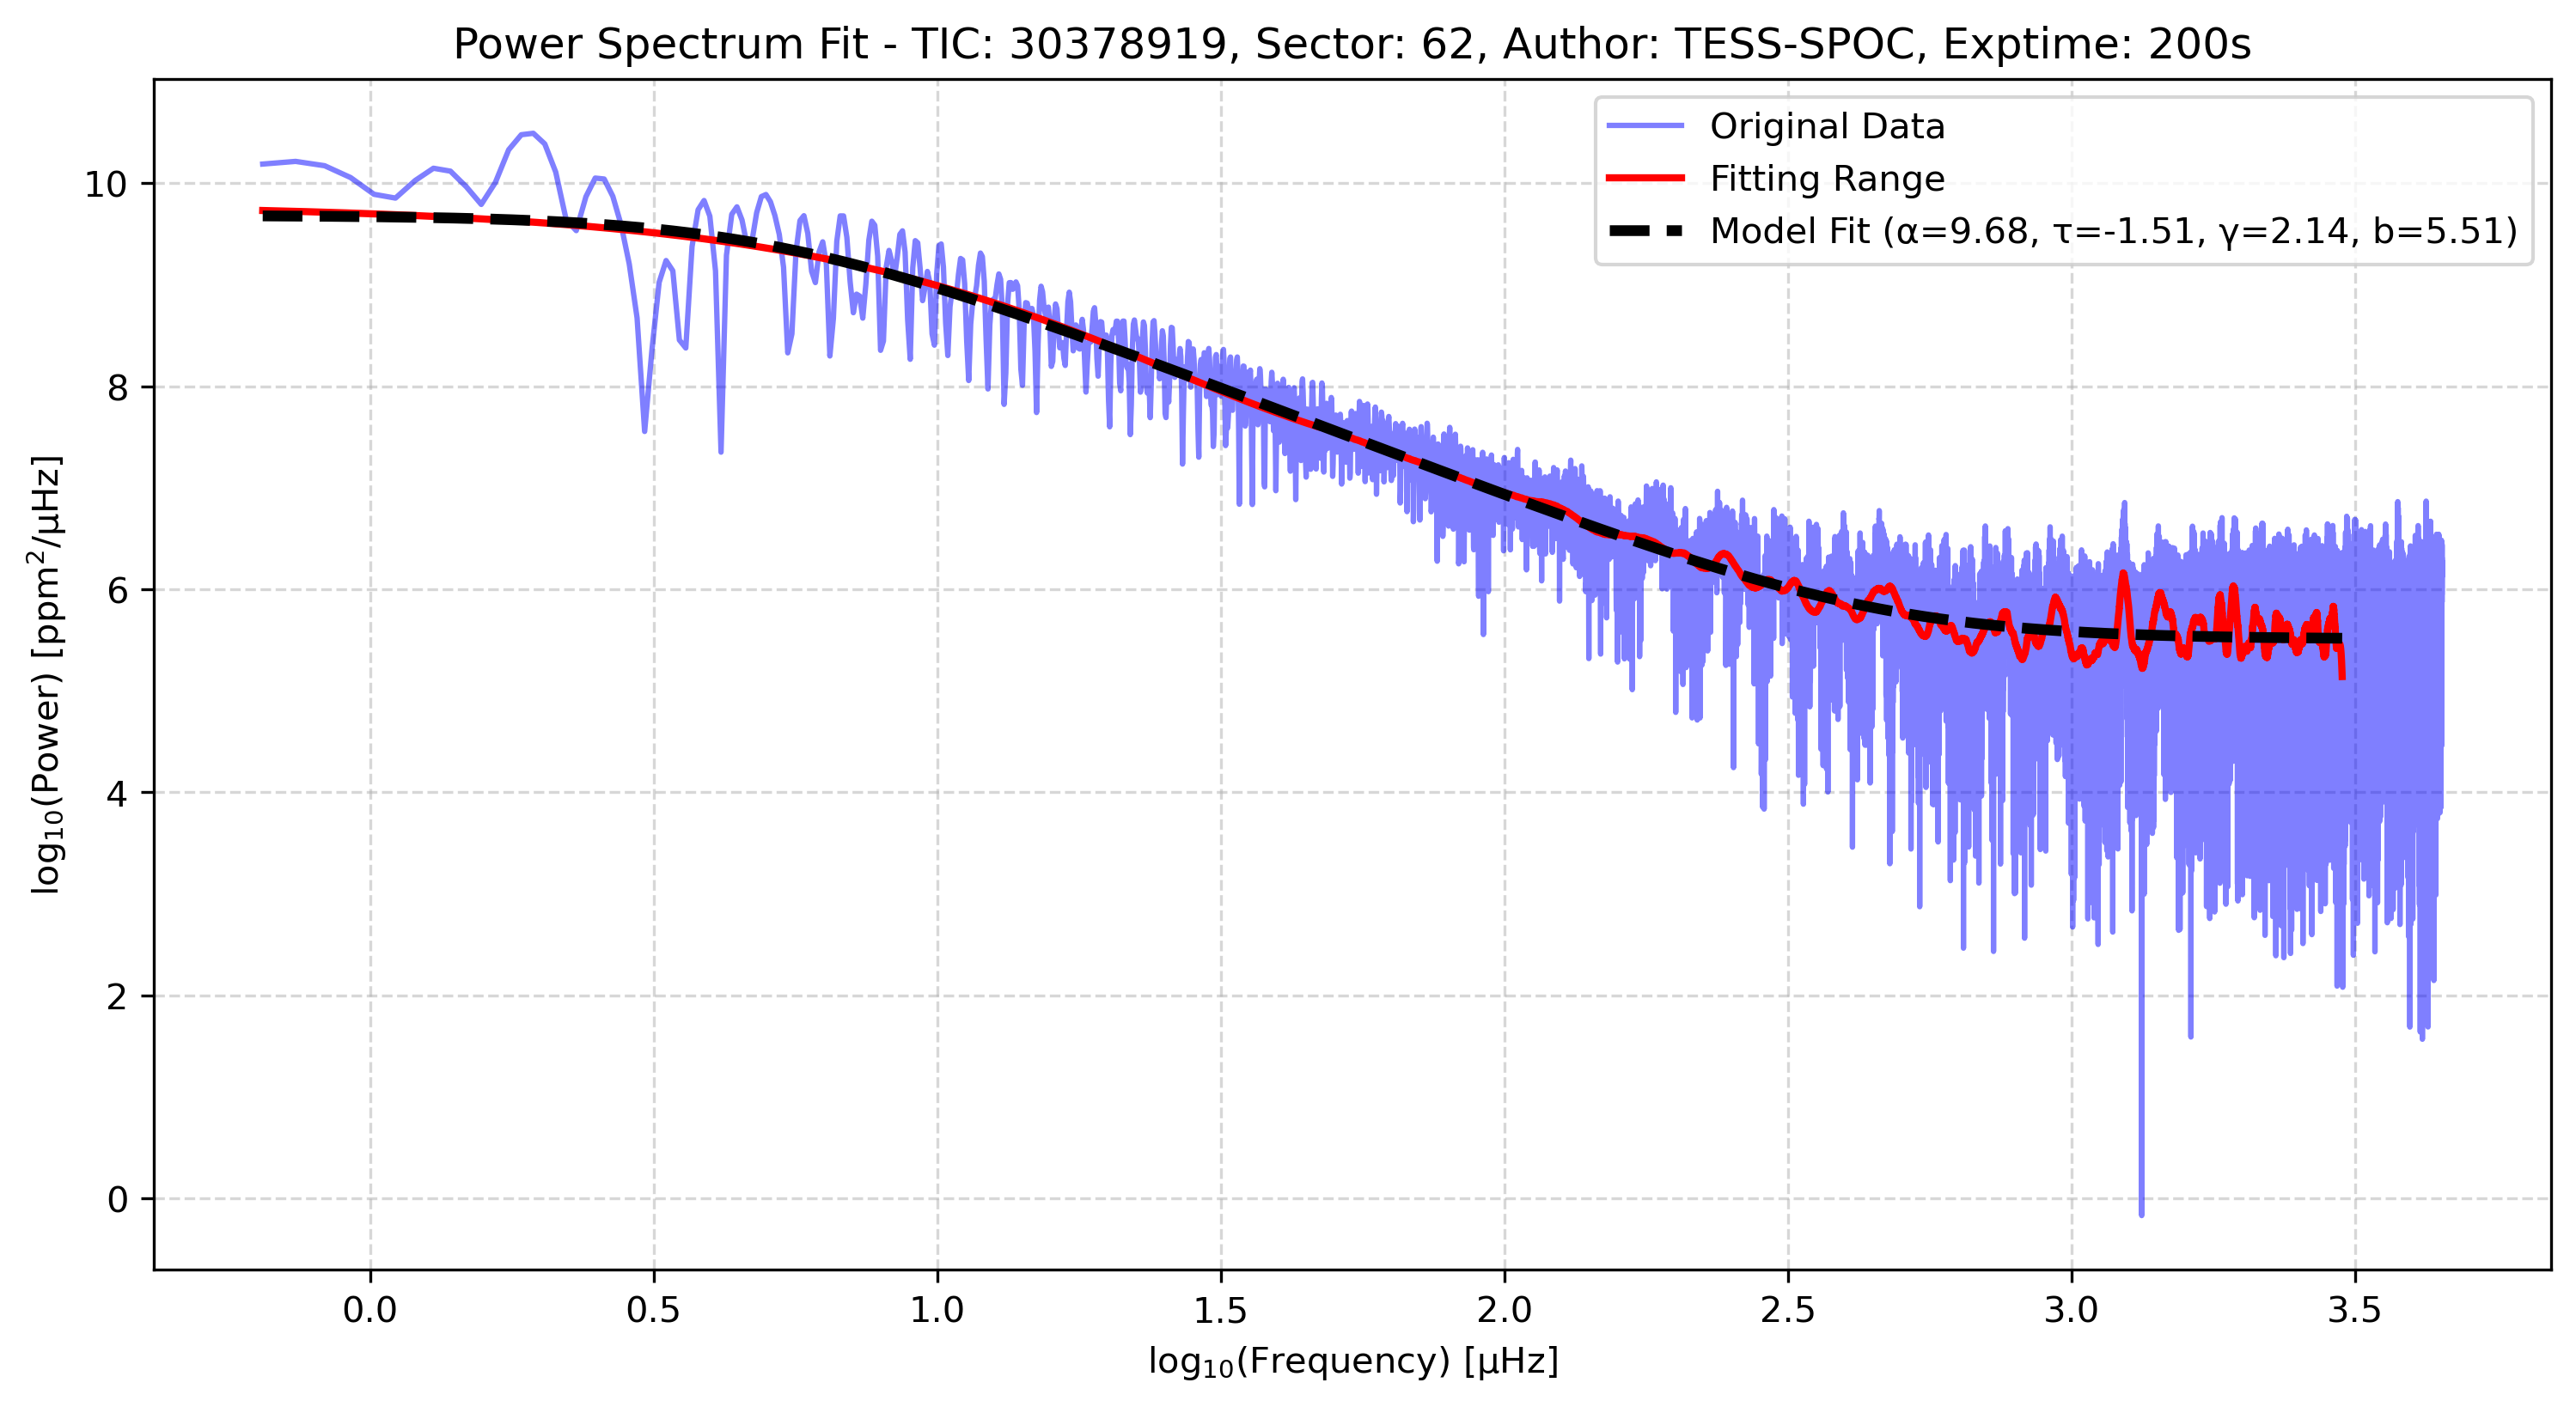 Power Spectrum Fit - TIC: 30378919, Sector: 62, Author: TESS-SPOC, Exptime: 200s
Original Data
Fitting Range
Model Fit (α=9.68, τ=-1.51, γ=2.14, b=5.51)
log₁₀(Power) [ppm²/µHz]
10
8
6
4
2
0
0.0 0.5 1.0 1.5 2.0 2.5 3.0 3.5
log₁₀(Frequency) [µHz]